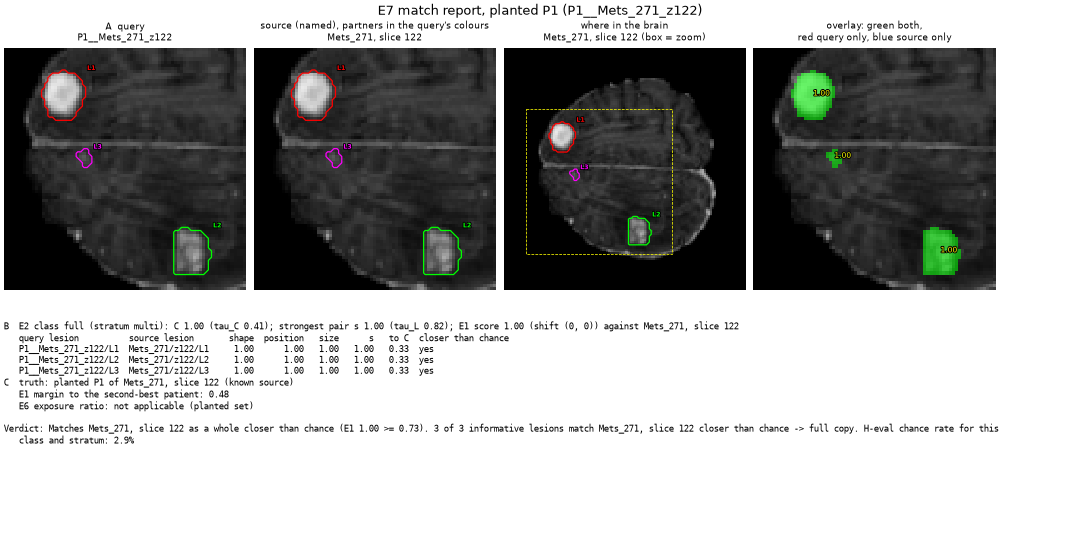 E7 match report, planted P1 (P1__Mets_271_z122)
A query
P1__Mets_271_z122
source (named), partners in the query's colours
Mets_271, slice 122
where in the brain
Mets_271, slice 122 (box = zoom)
overlay: green both,
red query only, blue source only
L1
L3
L2
L1
L3
L2
L1
L3
L2
1.00
1.00
1.00
B E2 class full (stratum multi): C 1.00 (tau_C 0.41); strongest pair s 1.00 (tau_L 0.82); E1 score 1.00 (shift (0, 0)) against Mets_271, slice 122
query lesion source lesion shape position size s to C closer than chance
P1__Mets_271_z122/L1 Mets_271/z122/L1 1.00 1.00 1.00 1.00 0.33 yes
P1__Mets_271_z122/L2 Mets_271/z122/L2 1.00 1.00 1.00 1.00 0.33 yes
P1__Mets_271_z122/L3 Mets_271/z122/L3 1.00 1.00 1.00 1.00 0.33 yes
C truth: planted P1 of Mets_271, slice 122 (known source)
E1 margin to the second-best patient: 0.48
E6 exposure ratio: not applicable (planted set)
Verdict: Matches Mets_271, slice 122 as a whole closer than chance (E1 1.00 >= 0.73). 3 of 3 informative lesions match Mets_271, slice 122 closer than chance -> full copy. H-eval chance rate for this
class and stratum: 2.9%